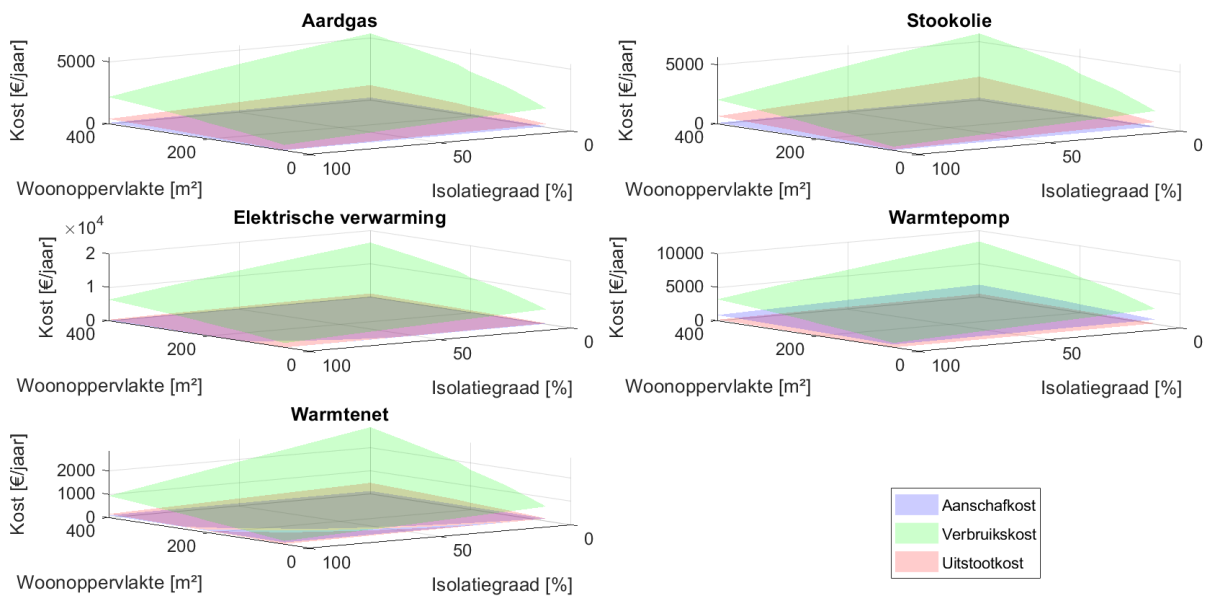 Aardgas
Kost [€/jaar]
5000
0
400
200
0
100
50
0
Woonoppervlakte [m²]
Isolatiegraad [%]
Stookolie
Kost [€/jaar]
5000
0
400
200
0
100
50
0
Woonoppervlakte [m²]
Isolatiegraad [%]
Elektrische verwarming
×10⁴
Kost [€/jaar]
2
1
0
400
200
0
100
50
0
Woonoppervlakte [m²]
Isolatiegraad [%]
Warmtepomp
Kost [€/jaar]
10000
5000
0
400
200
0
100
50
0
Woonoppervlakte [m²]
Isolatiegraad [%]
Warmtenet
Kost [€/jaar]
2000
1000
0
400
200
0
100
50
0
Woonoppervlakte [m²]
Isolatiegraad [%]
Aanschafkost
Verbruikskost
Uitstootkost